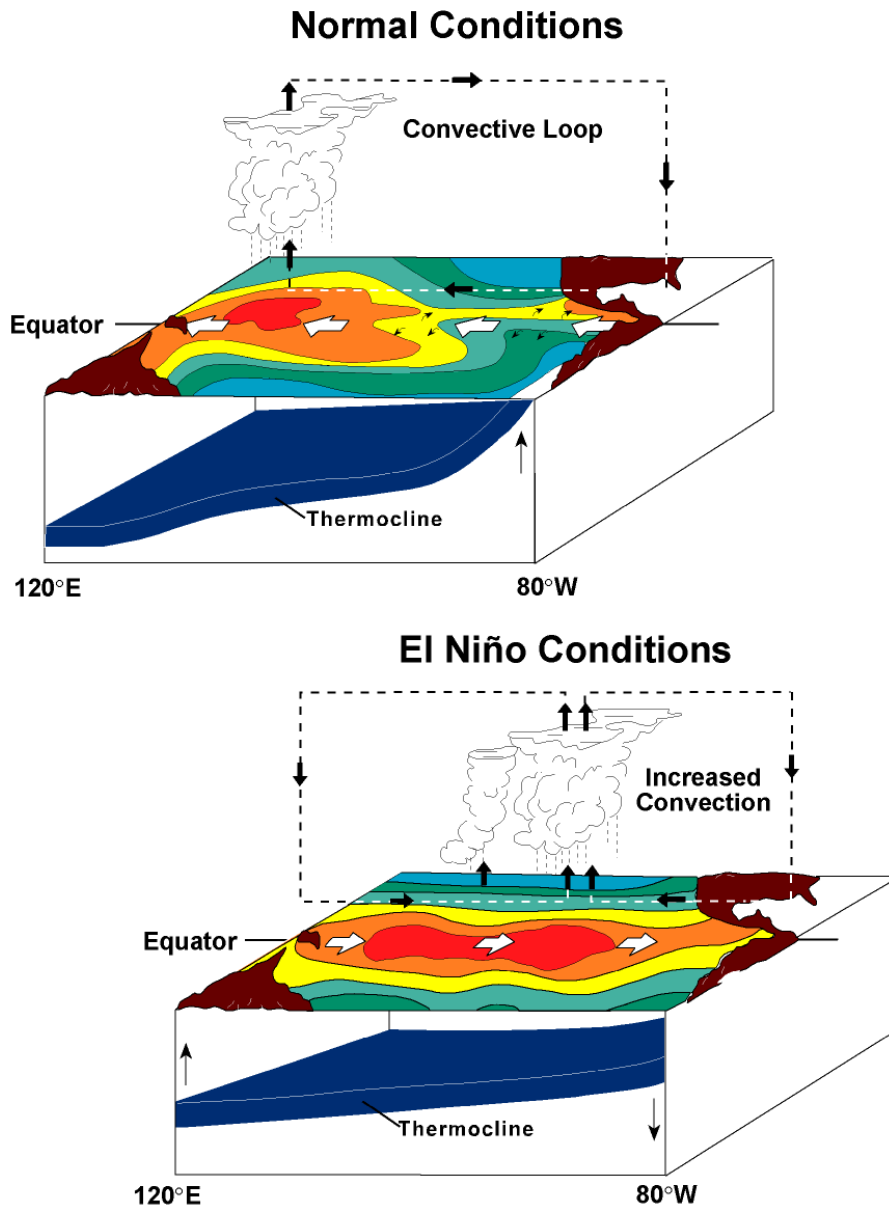 Normal Conditions
Convective Loop
Equator
Thermocline
120°E
80°W
El Niño Conditions
Increased
Convection
Equator
Thermocline
120°E
80°W